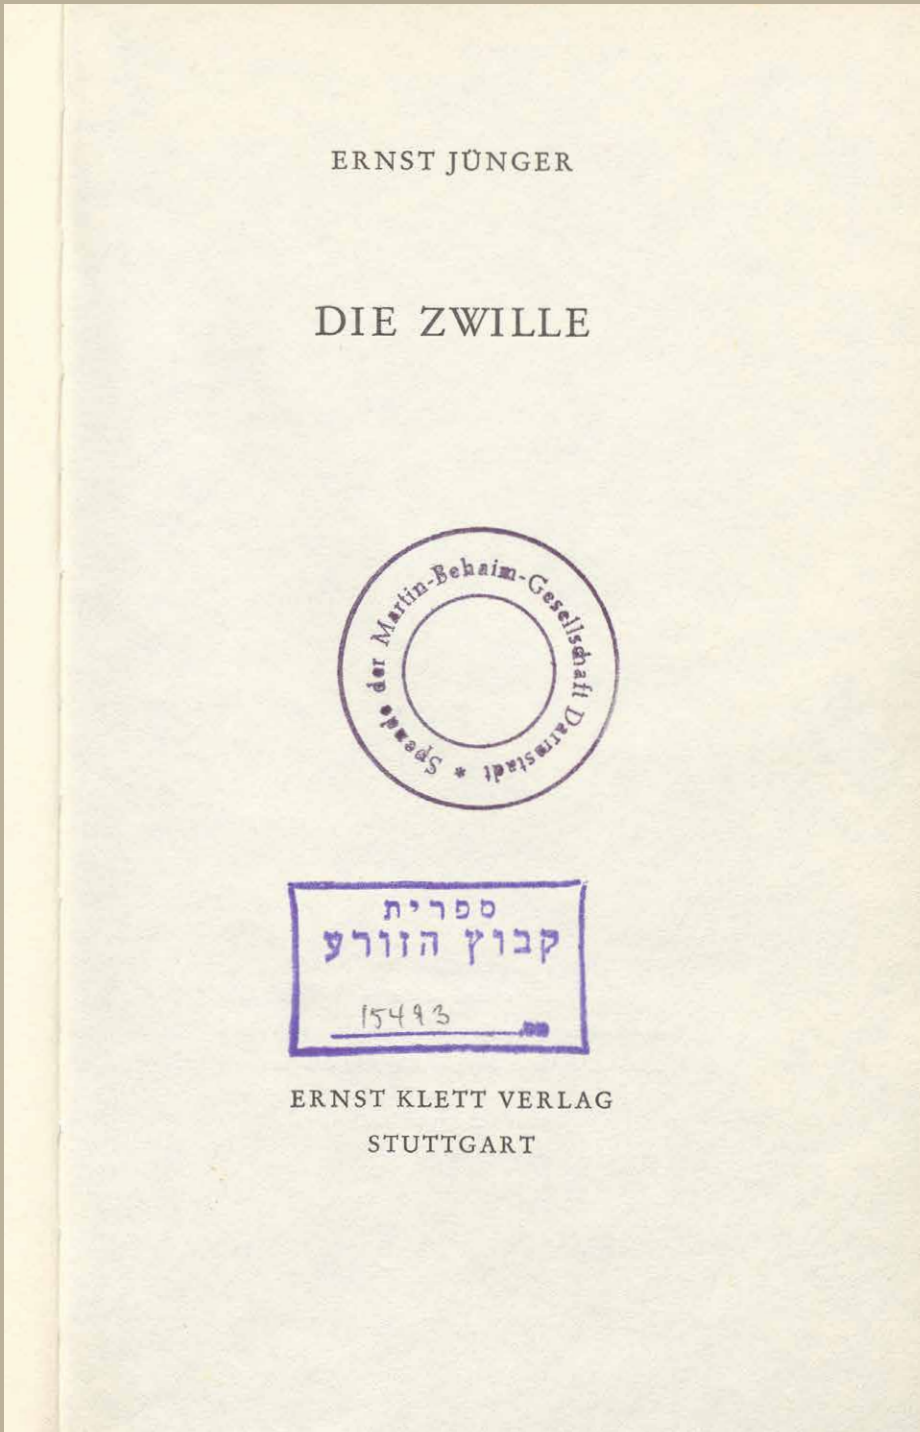 ERNST JÜNGER
DIE ZWILLE
Spende der Martin-Behaim-Gesellschaft Darmstadt *
ספרית
קבוץ הזורע
15493
ERNST KLETT VERLAG
STUTTGART